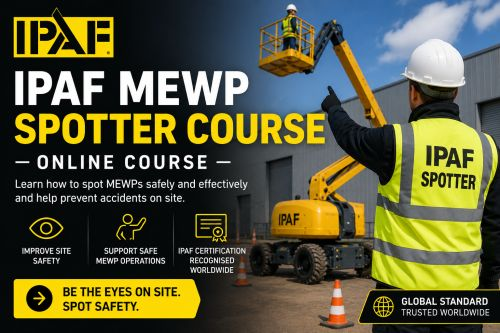 IPAF
IPAF MEWP
SPOTTER COURSE
— ONLINE COURSE —
Learn how to spot MEWPs safely and effectively
and help prevent accidents on site.
IMPROVE SITE
SAFETY
SUPPORT SAFE
MEWP OPERATIONS
IPAF CERTIFICATION
RECOGNISED
WORLDWIDE
BE THE EYES ON SITE.
SPOT SAFETY.
IPAF
IPAF
SPOTTER
GLOBAL STANDARD
TRUSTED WORLDWIDE